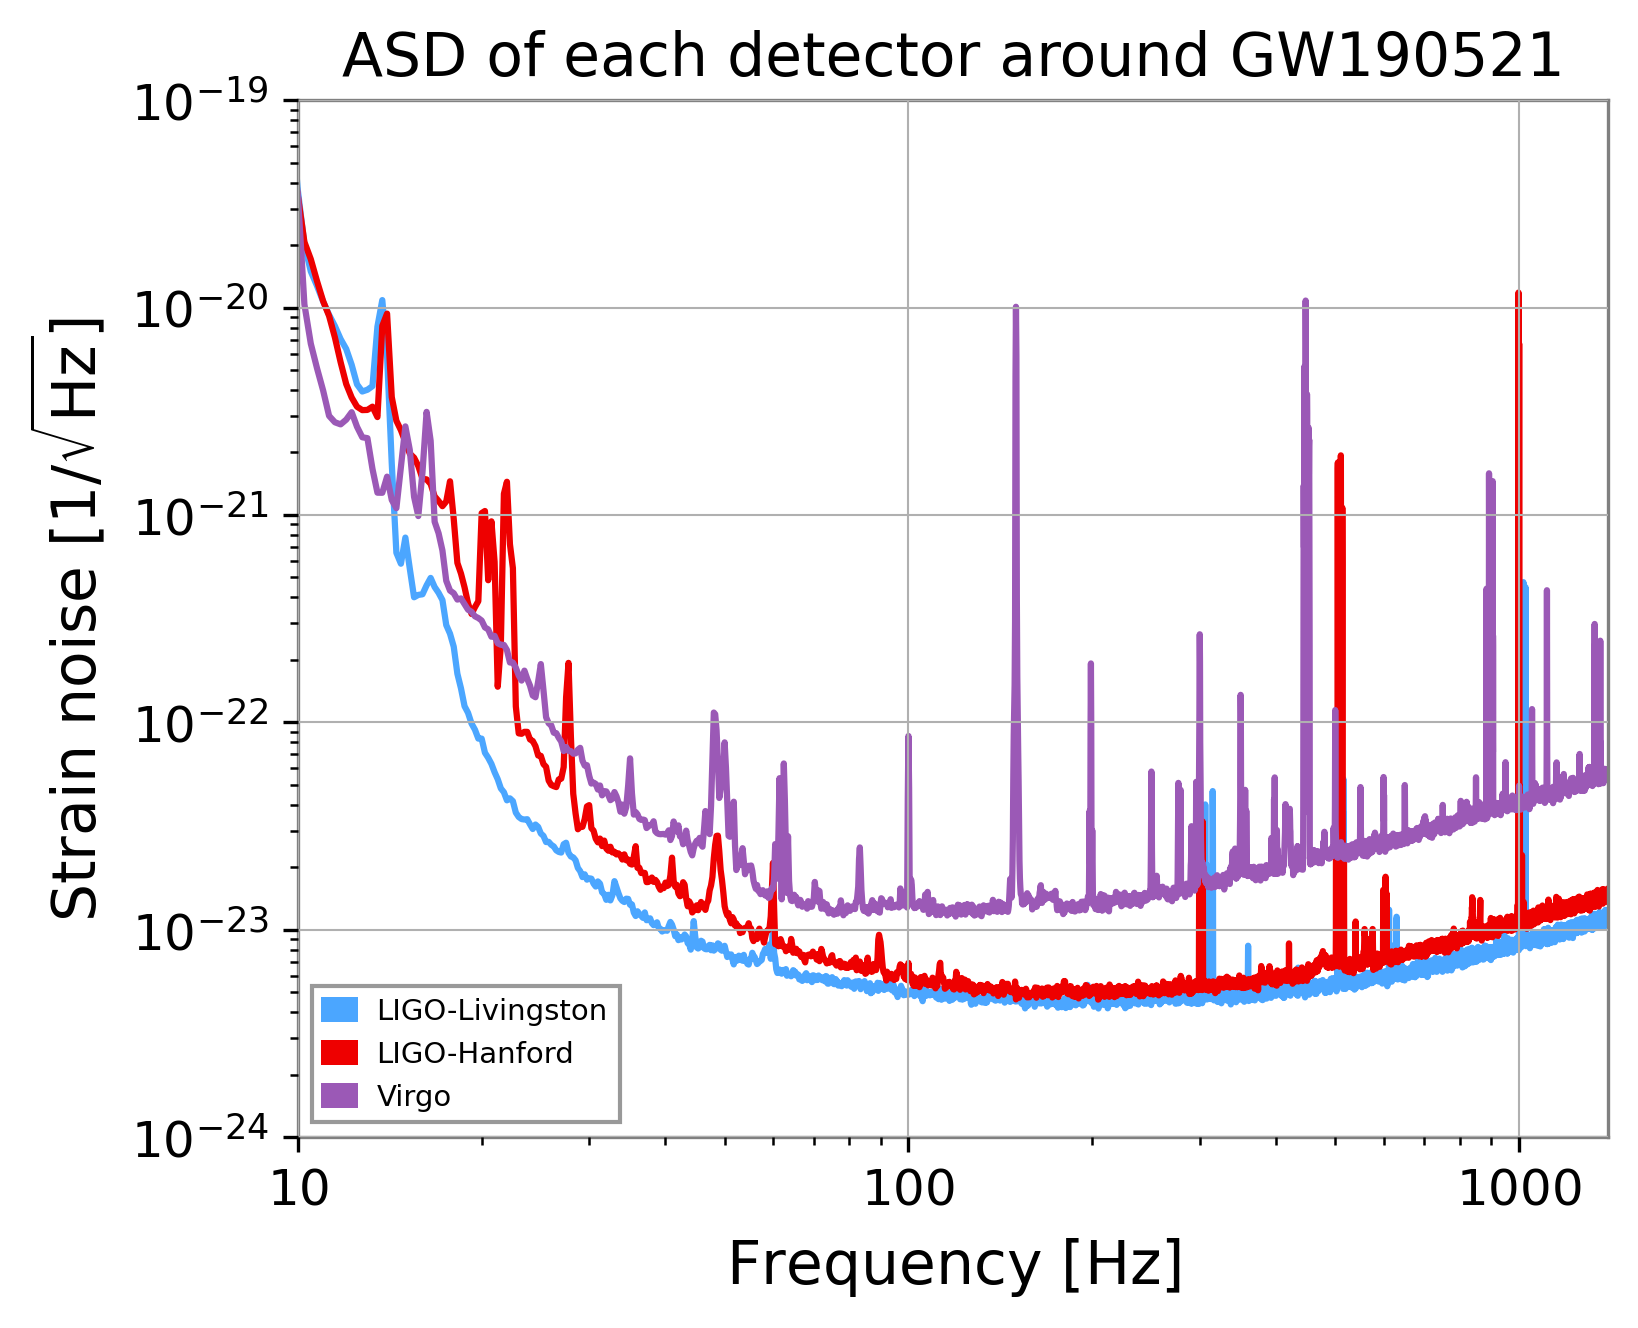 ASD of each detector around GW190521
Strain noise [1/√Hz]
10⁻¹⁹
10⁻²⁰
10⁻²¹
10⁻²²
10⁻²³
10⁻²⁴
LIGO-Livingston
LIGO-Hanford
Virgo
10 100 1000
Frequency [Hz]